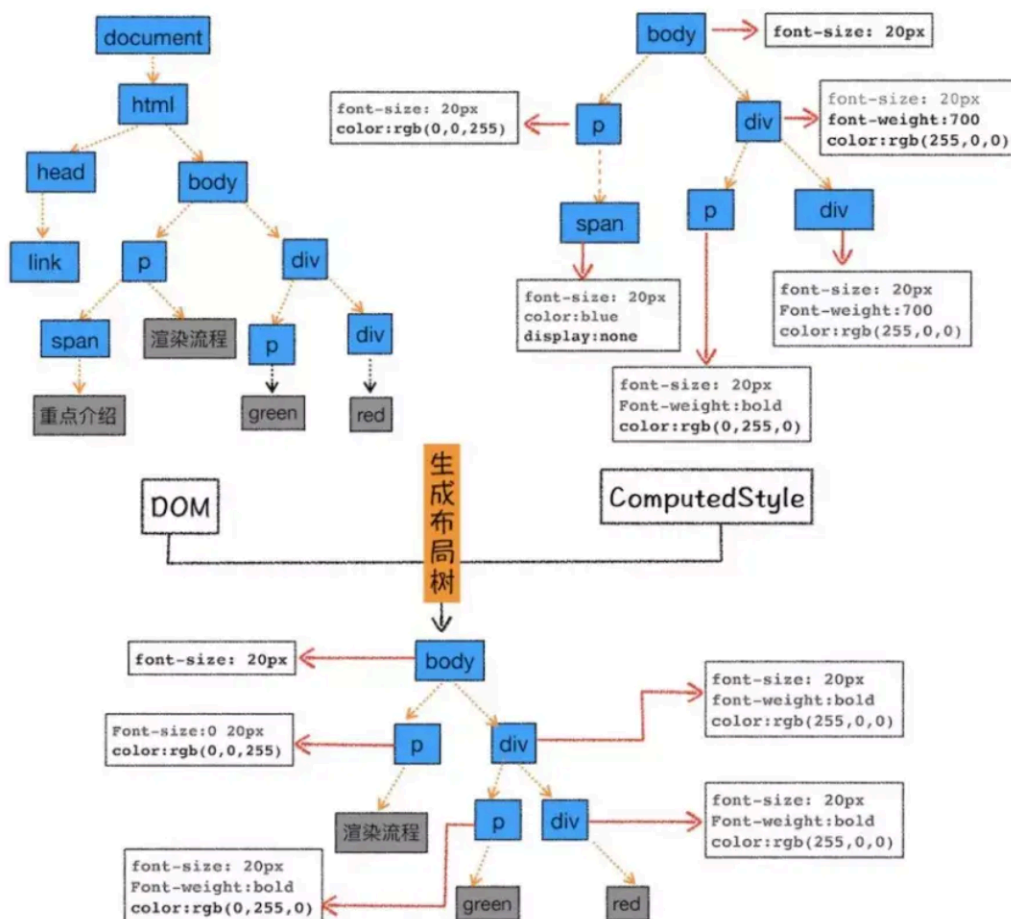 document
html
head
body
link
p
div
span
渲染流程
p
div
重点介绍
green
red
body
font-size: 20px
font-size: 20px
color:rgb(0,0,255)
p
div
font-size: 20px
font-weight:700
color:rgb(255,0,0)
span
p
div
font-size: 20px
color:blue
display:none
font-size: 20px
Font-weight:700
color:rgb(255,0,0)
font-size: 20px
Font-weight:bold
color:rgb(0,255,0)
DOM
生成布局树
ComputedStyle
body
font-size: 20px
font-size: 20px
font-weight:bold
color:rgb(255,0,0)
Font-size:0 20px
color:rgb(0,0,255)
p
div
渲染流程
p
div
font-size: 20px
Font-weight:bold
color:rgb(255,0,0)
font-size: 20px
Font-weight:bold
color:rgb(0,255,0)
green
red